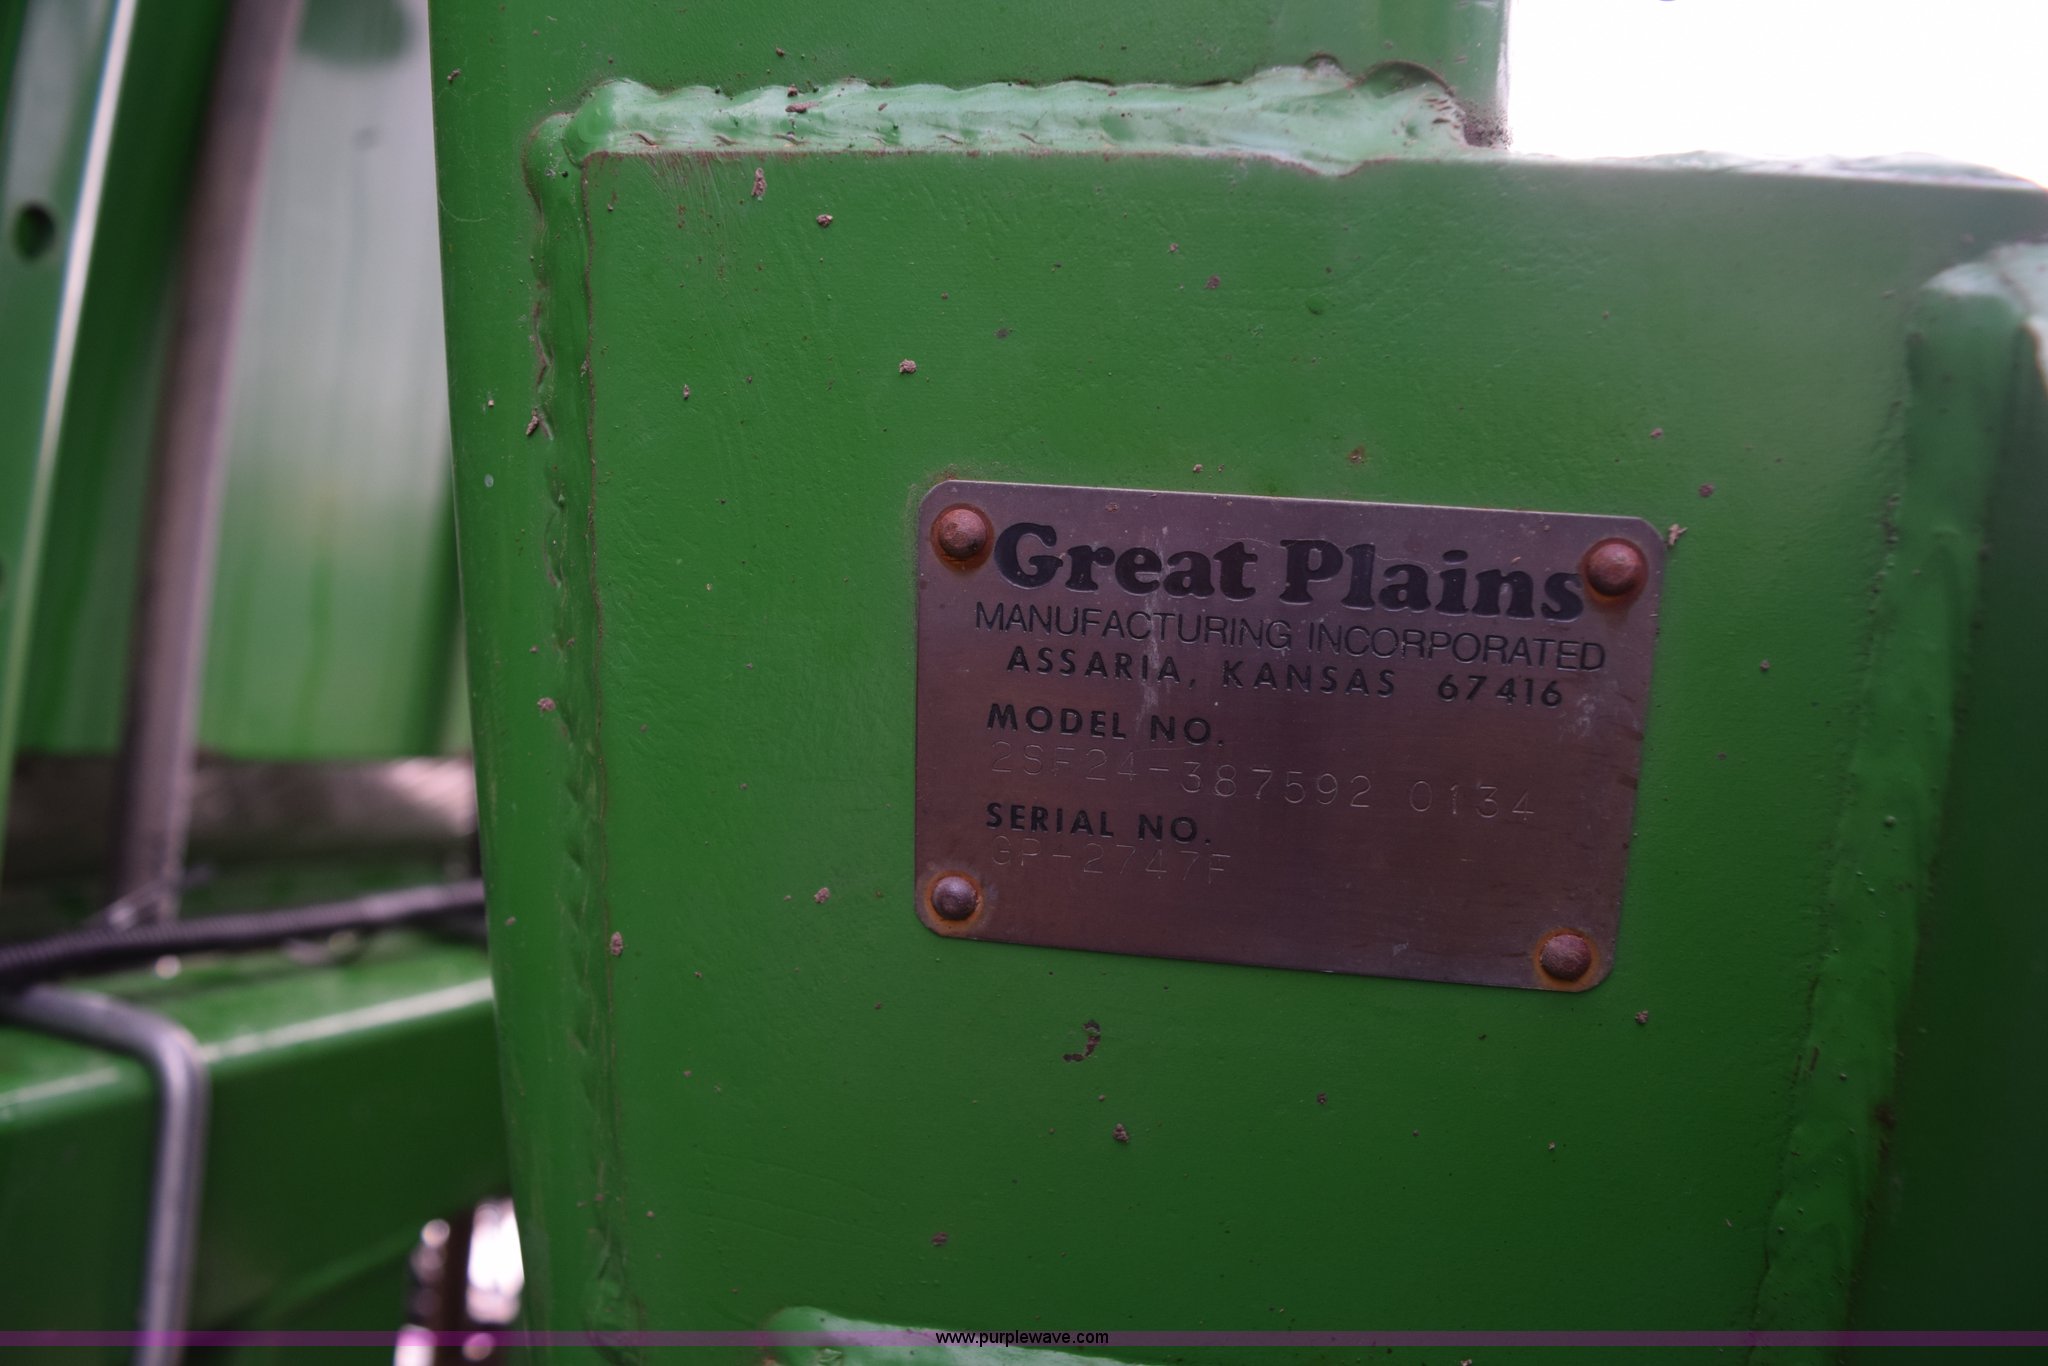 Great Plains
MANUFACTURING INCORPORATED
ASSARIA, KANSAS 67416
MODEL NO.
2SF24-387592 0134
SERIAL NO.
GP-2747F
www.purplewave.com